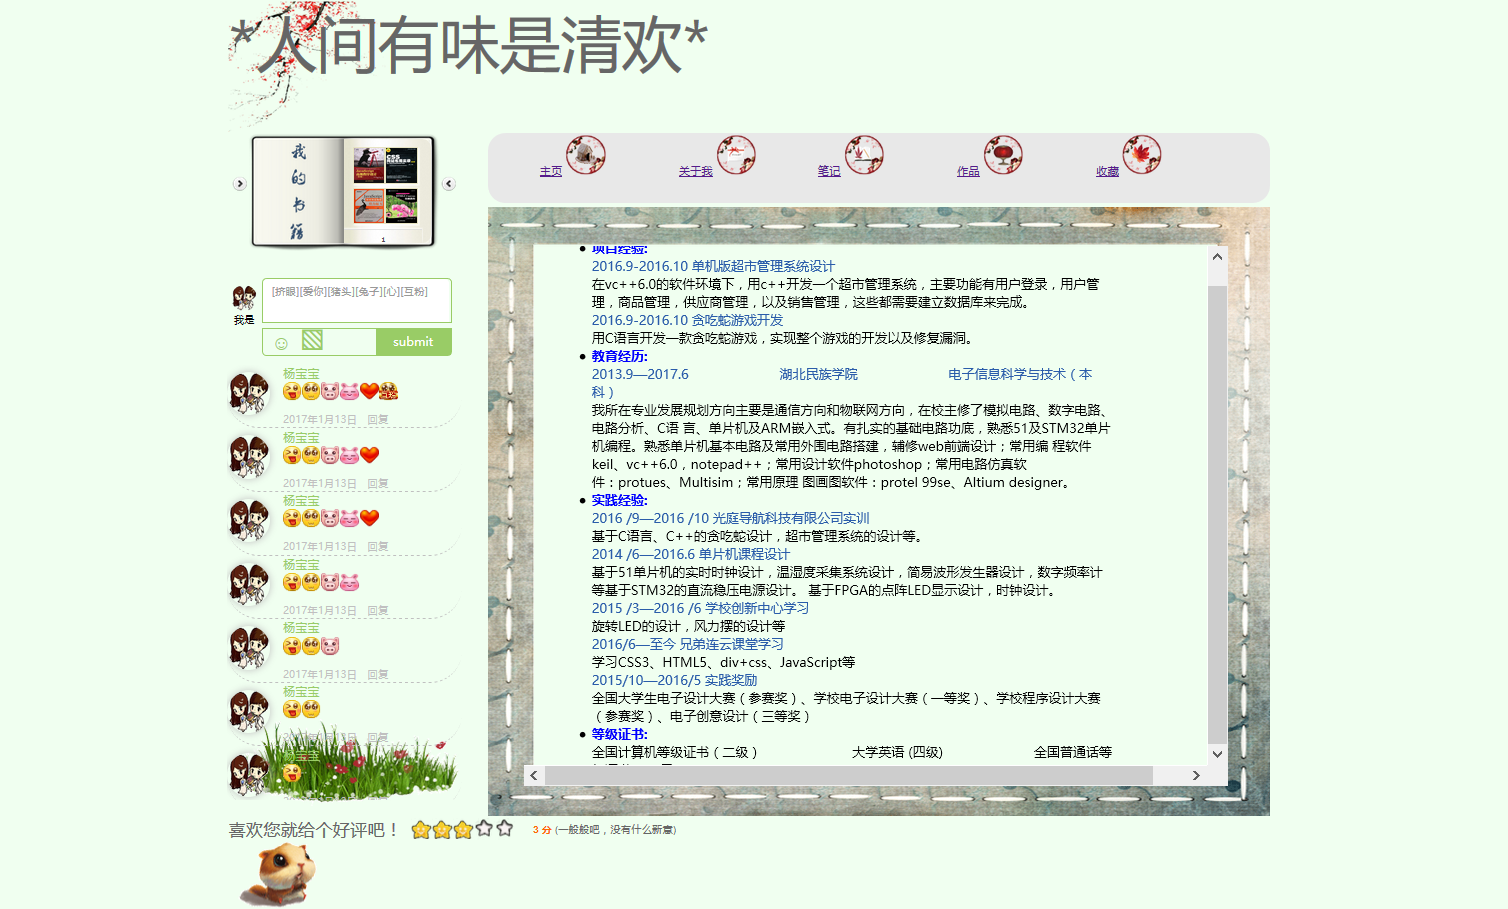 *人间有味是清欢*
我
的
书
籍
CSS
1
主页
关于我
笔记
作品
收藏
[挤眼][爱你][猪头][兔子][心][互粉]
我是
submit
杨宝宝
2017年1月13日 回复
杨宝宝
2017年1月13日 回复
杨宝宝
2017年1月13日 回复
杨宝宝
2017年1月13日 回复
杨宝宝
2017年1月13日 回复
杨宝宝
2017年1月13日 回复
杨宝宝
项目经验:
2016.9-2016.10 单机版超市管理系统设计
在vc++6.0的软件环境下，用c++开发一个超市管理系统，主要功能有用户登录，用户管
理，商品管理，供应商管理，以及销售管理，这些都需要建立数据库来完成。
2016.9-2016.10 贪吃蛇游戏开发
用C语言开发一款贪吃蛇游戏，实现整个游戏的开发以及修复漏洞。
教育经历:
2013.9—2017.6 湖北民族学院 电子信息科学与技术（本
科）
我所在专业发展规划方向主要是通信方向和物联网方向，在校主修了模拟电路、数字电路、
电路分析、C语 言、单片机及ARM嵌入式。有扎实的基础电路功底，熟悉51及STM32单片
机编程。熟悉单片机基本电路及常用外围电路搭建，辅修web前端设计；常用编 程软件
keil、vc++6.0，notepad++；常用设计软件photoshop；常用电路仿真软
件：protues、Multisim；常用原理 图画图软件：protel 99se、Altium designer。
实践经验:
2016 /9—2016 /10 光庭导航科技有限公司实训
基于C语言、C++的贪吃蛇设计，超市管理系统的设计等。
2014 /6—2016.6 单片机课程设计
基于51单片机的实时时钟设计，温湿度采集系统设计，简易波形发生器设计，数字频率计
等基于STM32的直流稳压电源设计。 基于FPGA的点阵LED显示设计，时钟设计。
2015 /3—2016 /6 学校创新中心学习
旋转LED的设计，风力摆的设计等
2016/6—至今 兄弟连云课堂学习
学习CSS3、HTML5、div+css、JavaScript等
2015/10—2016/5 实践奖励
全国大学生电子设计大赛（参赛奖）、学校电子设计大赛（一等奖）、学校程序设计大赛
（参赛奖）、电子创意设计（三等奖）
等级证书:
全国计算机等级证书（二级 ） 大学英语 (四级) 全国普通话等
喜欢您就给个好评吧！
3 分 (一般般吧，没有什么新意)